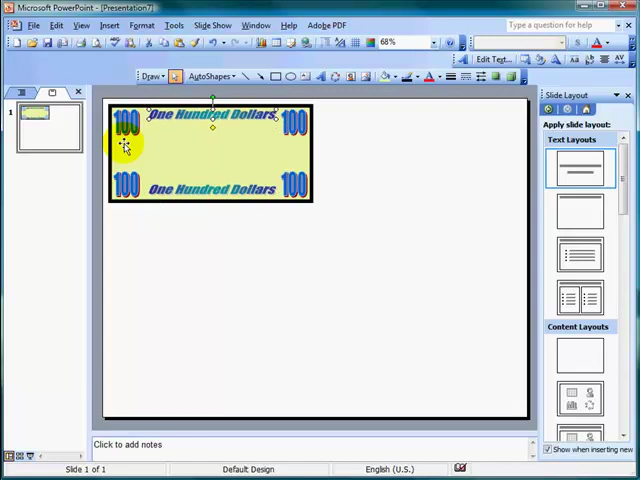 Microsoft PowerPoint - [Presentation7]
File Edit View Insert Format Tools Slide Show Window Help Adobe PDF
Type a question for help
68%
Edit Text...
Draw AutoShapes
1
100 One Hundred Dollars 100
100 One Hundred Dollars 100
Slide Layout
Apply slide layout:
Text Layouts
Content Layouts
Show when inserting new
Click to add notes
Slide 1 of 1 Default Design English (U.S.)